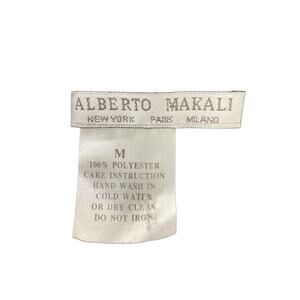 ALBERTO MAKALI
NEW YORK PARIS MILANO
M
100% POLYESTER
CARE INSTRUCTION
HAND WASH IN
COLD WATER
OR DRY CLEAN
DO NOT IRON